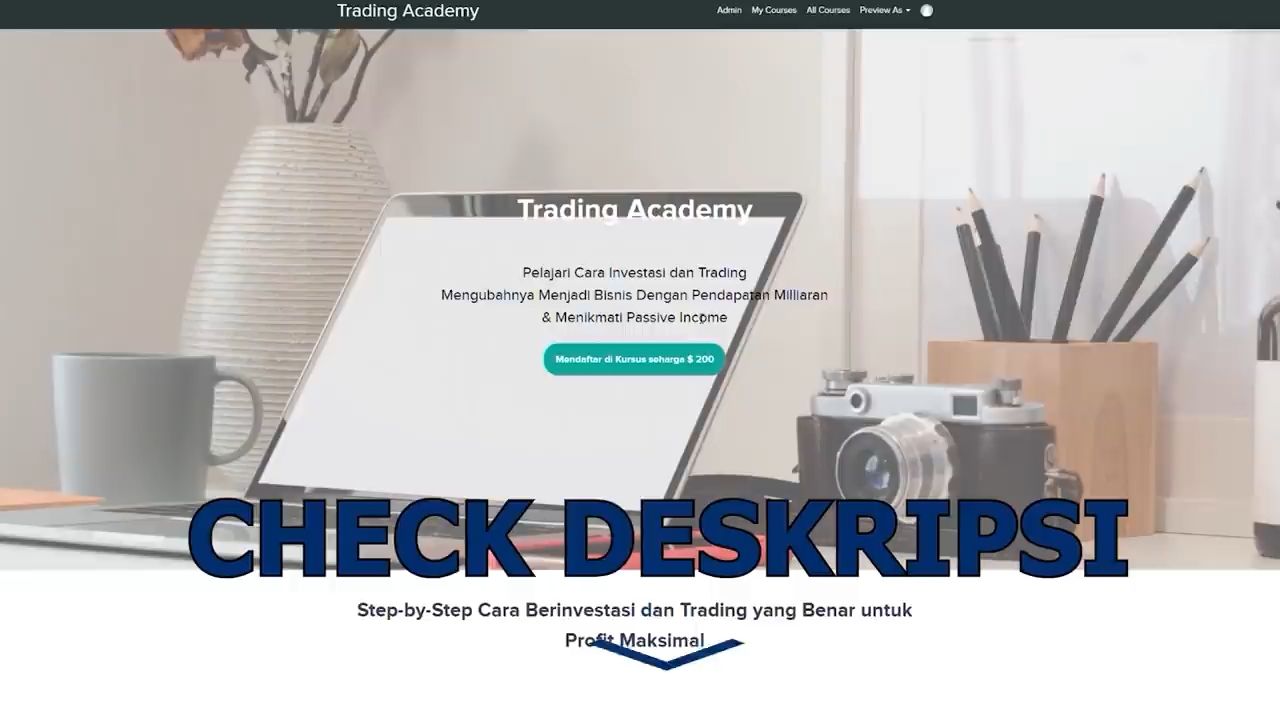 Trading Academy
Admin
My Courses
All Courses
Preview As
Trading Academy
Pelajari Cara Investasi dan Trading
Mengubahnya Menjadi Bisnis Dengan Pendapatan Milliaran
& Menikmati Passive Income
Mendaftar di Kursus seharga $ 200
CHECK DESKRIPSI
Step-by-Step Cara Berinvestasi dan Trading yang Benar untuk
Profit Maksimal